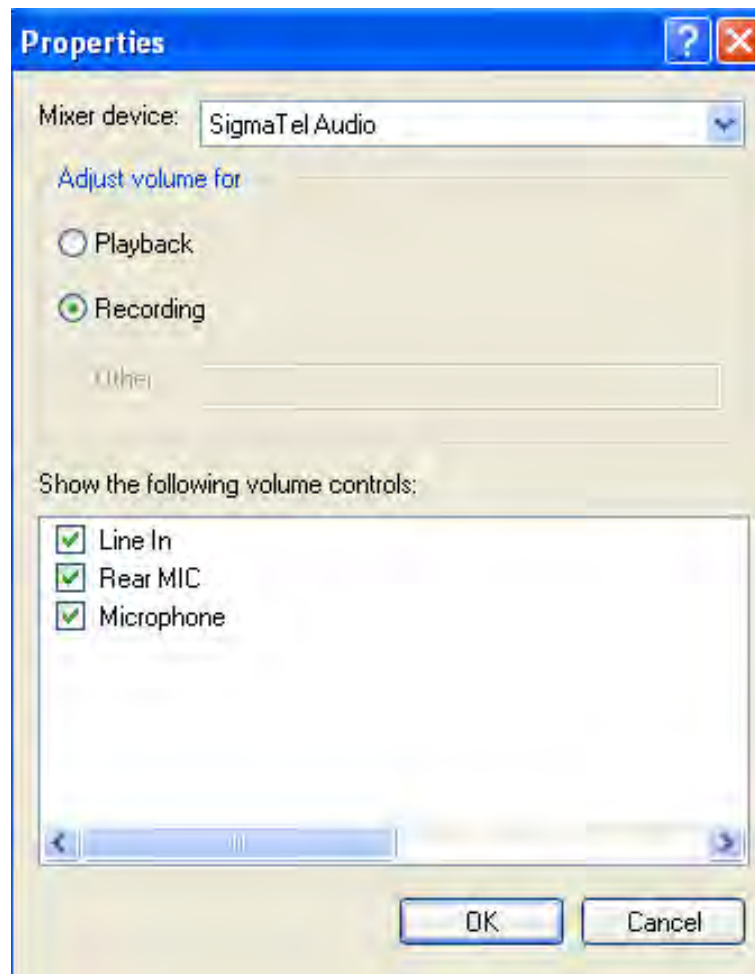 Properties
Mixer device: SigmaTel Audio
Adjust volume for
Playback
Recording
Other
Show the following volume controls:
Line In
Rear MIC
Microphone
OK Cancel